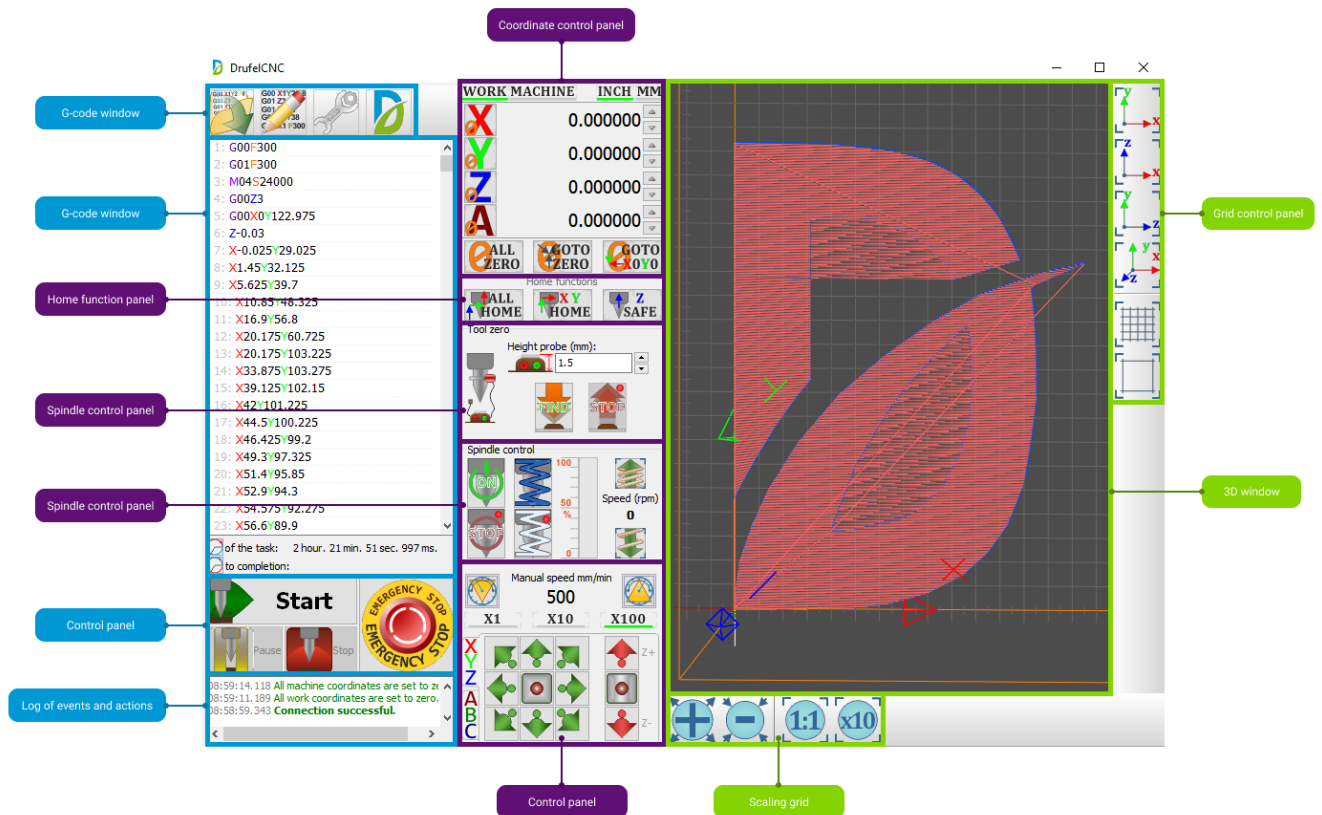 Coordinate control panel
DrufelCNC
G-code window
G-code window
Home function panel
Spindle control panel
Spindle control panel
Control panel
Log of events and actions
1: G00F300
2: G01F300
3: M04S24000
4: G00Z3
5: G00X0Y122.975
6: Z-0.03
7: X-0.025Y29.025
8: X1.45Y32.125
9: X5.625Y39.7
10: X10.85Y48.325
11: X16.9Y56.8
12: X20.175Y60.725
13: X20.175Y103.225
14: X33.875Y103.275
15: X39.125Y102.15
16: X42Y101.225
17: X44.5Y100.225
18: X46.425Y99.2
19: X49.3Y97.325
20: X51.4Y95.85
21: X52.9Y94.3
22: X54.575Y92.275
23: X56.6Y89.9
of the task: 2 hour. 21 min. 51 sec. 997 ms.
to completion:
Start
Pause
Stop
EMERGENCY STOP
EMERGENCY STOP
08:59:14.118 All machine coordinates are set to
08:59:11.189 All work coordinates are set to zero.
08:58:59.343 Connection successful.
WORK MACHINE INCH MM
X 0.000000
Y 0.000000
Z 0.000000
A 0.000000
ALL ZERO
GOTO ZERO
GOTO X0Y0
Home functions
ALL HOME
X Y HOME
Z SAFE
Tool zero
Height probe (mm):
1.5
FIND
STOP
Spindle control
ON
STOP
100
50
%
0
Speed (rpm)
0
Manual speed mm/min
500
X1 X10 X100
X
Y
Z
A
B
C
Z+
Z-
Control panel
Y
X
y
x
z
x
y
z
y
x
z
1:1
x10
Grid control panel
3D window
Scaling grid